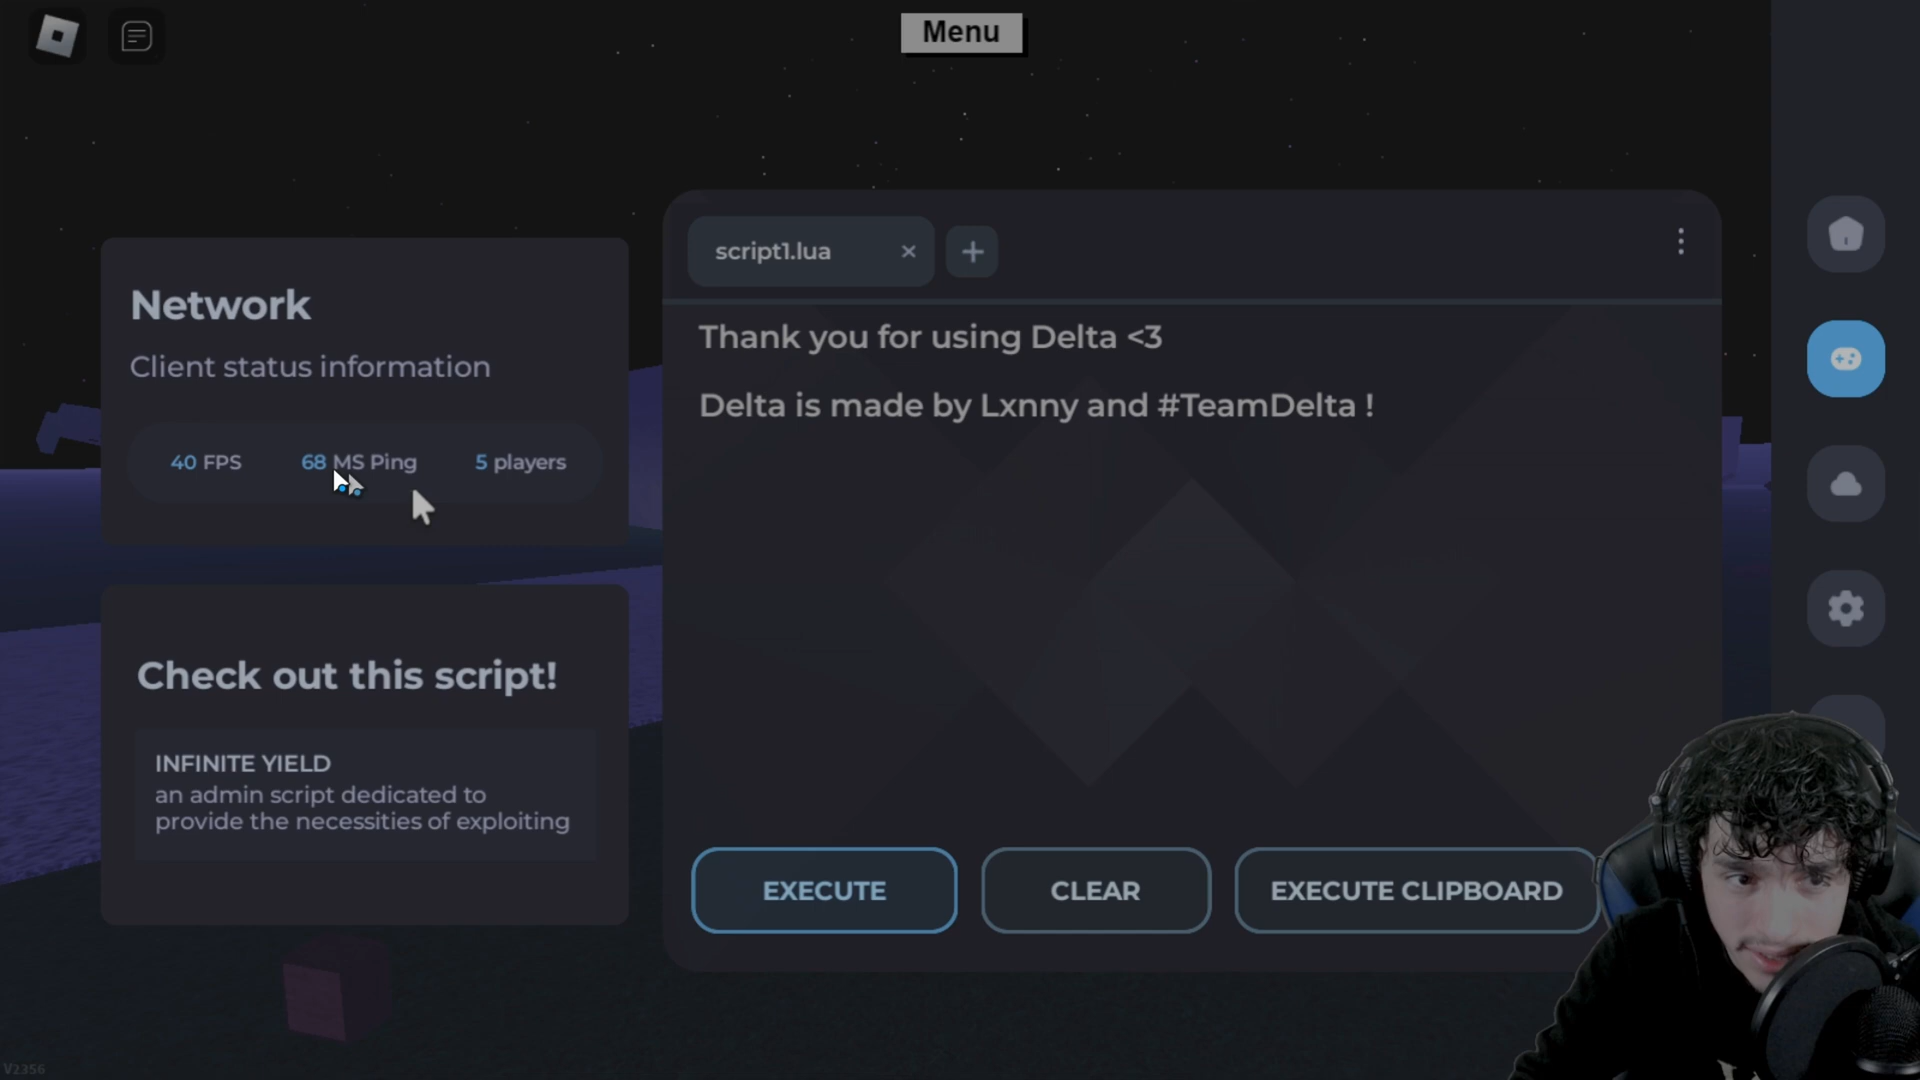 Menu
Network
Client status information
40 FPS
68 MS Ping
5 players
Check out this script!
INFINITE YIELD
an admin script dedicated to
provide the necessities of exploiting
script1.lua
Thank you for using Delta <3
Delta is made by Lxnny and #TeamDelta !
EXECUTE
CLEAR
EXECUTE CLIPBOARD
V2356